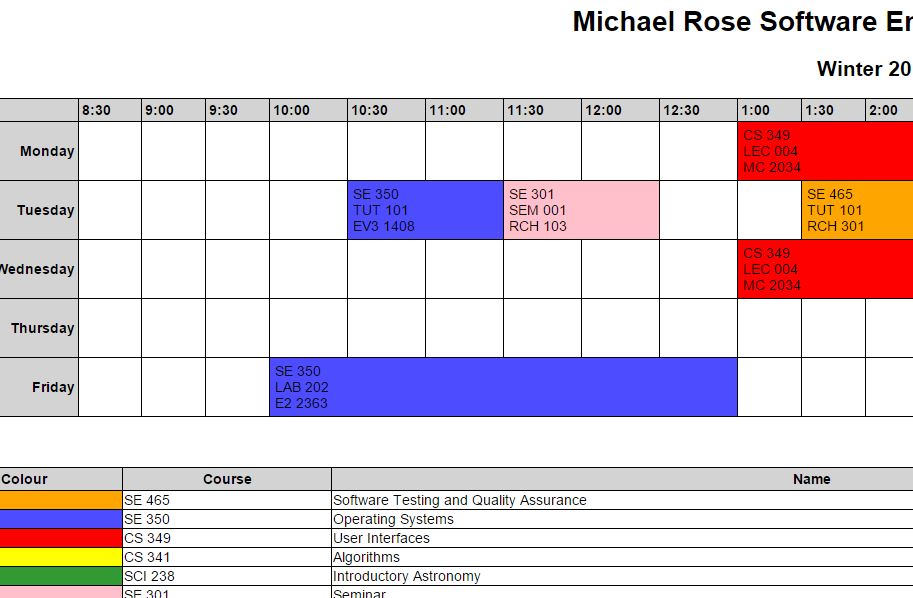 Michael Rose Software En
Winter 20
8:30 9:00 9:30 10:00 10:30 11:00 11:30 12:00 12:30 1:00 1:30 2:00
Monday
CS 349
LEC 004
MC 2034
Tuesday
SE 350
TUT 101
EV3 1408
SE 301
SEM 001
RCH 103
SE 465
TUT 101
RCH 301
Wednesday
CS 349
LEC 004
MC 2034
Thursday
Friday
SE 350
LAB 202
E2 2363
Colour Course Name
SE 465 Software Testing and Quality Assurance
SE 350 Operating Systems
CS 349 User Interfaces
CS 341 Algorithms
SCI 238 Introductory Astronomy
SE 301 Seminar